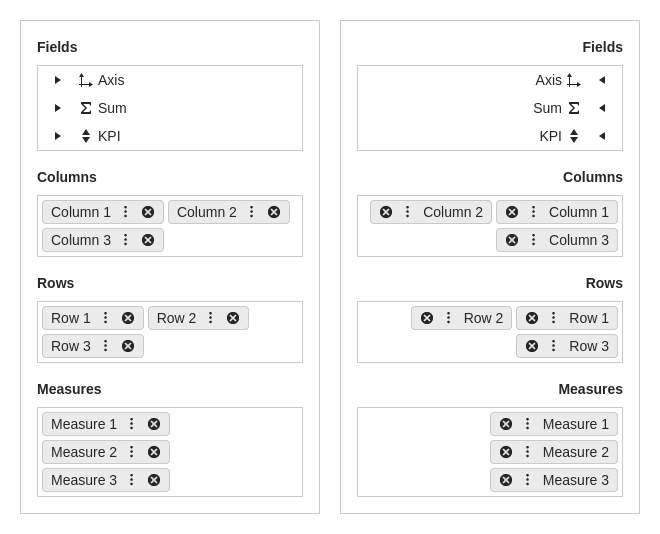 Fields
Axis
Sum
KPI
Columns
Column 1 Column 2
Column 3
Rows
Row 1 Row 2
Row 3
Measures
Measure 1
Measure 2
Measure 3
Fields
Axis
Sum
KPI
Columns
Column 2 Column 1
Column 3
Rows
Row 2 Row 1
Row 3
Measures
Measure 1
Measure 2
Measure 3